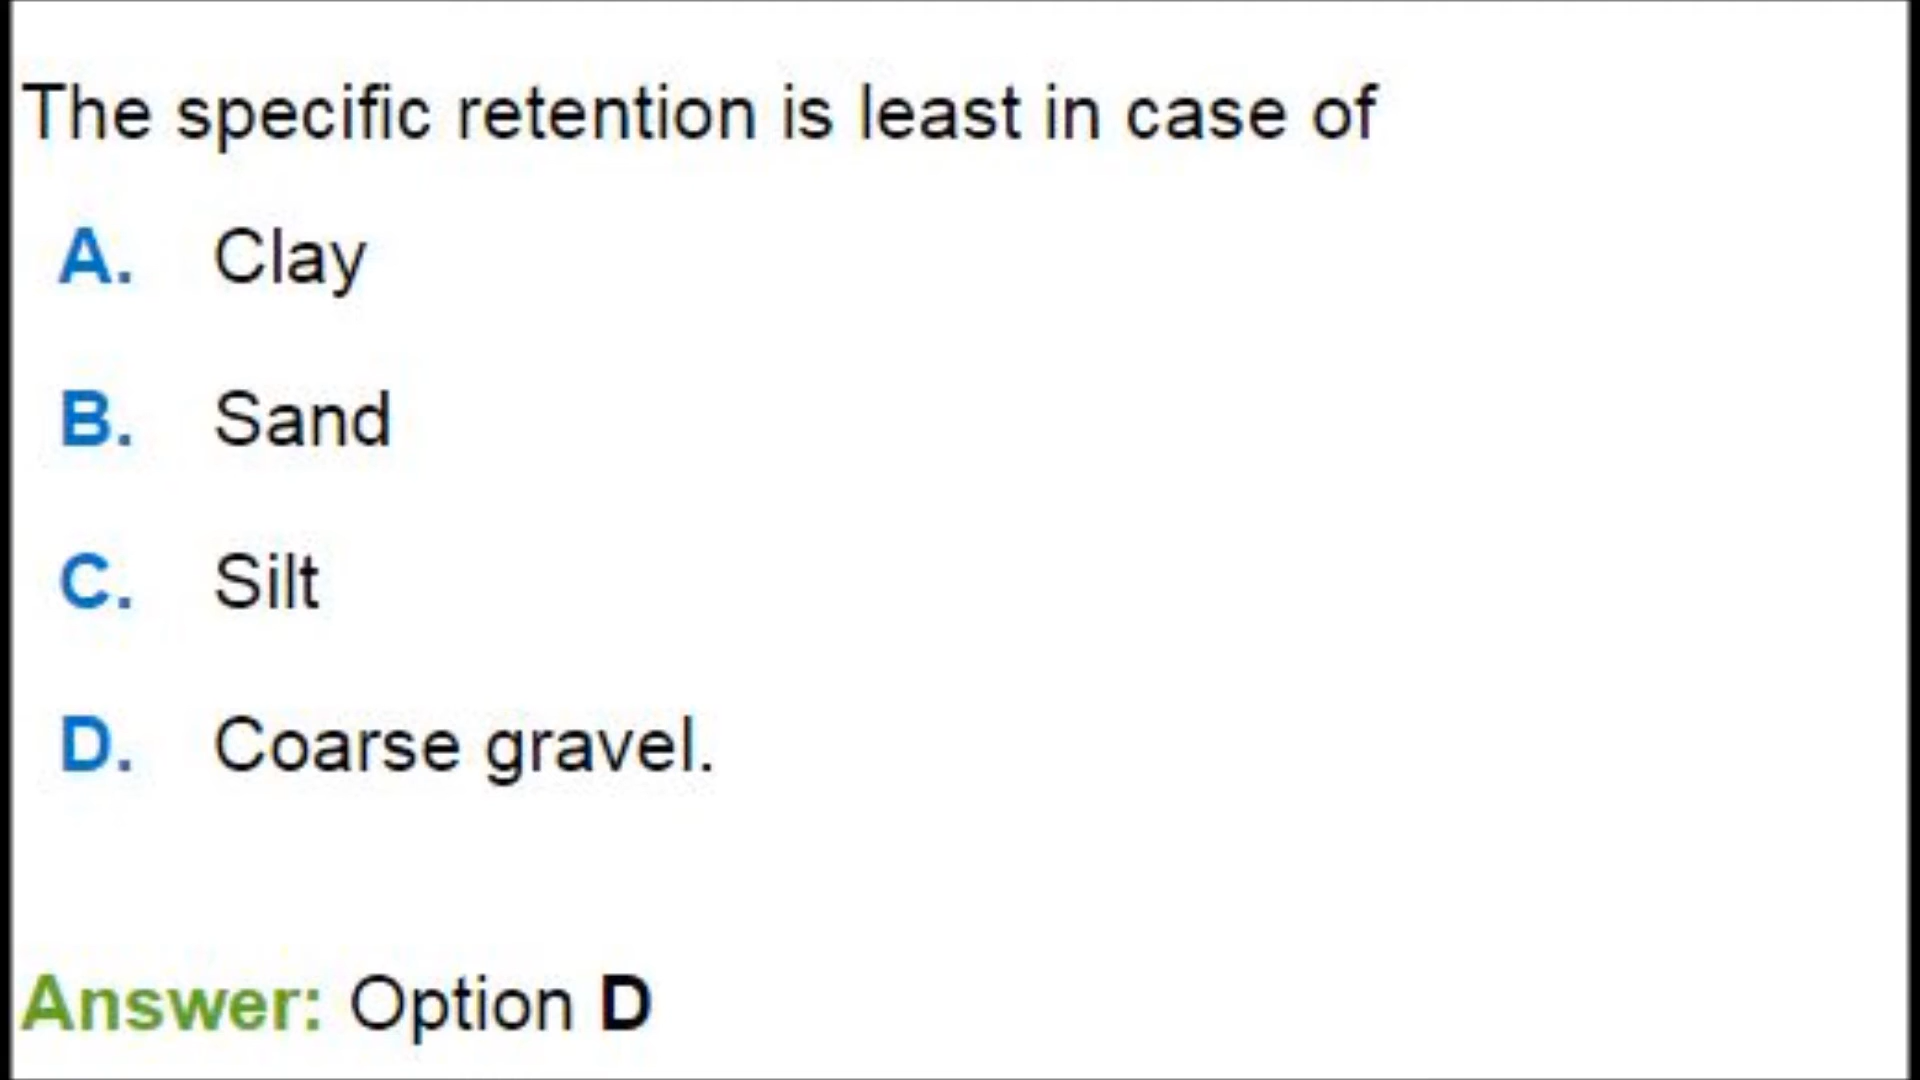 The specific retention is least in case of
A. Clay
B. Sand
C. Silt
D. Coarse gravel.
Answer: Option D